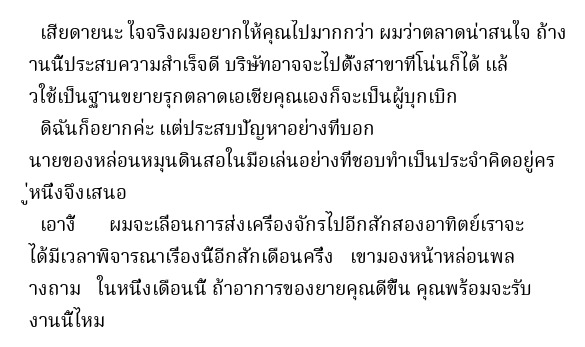 เสียดายนะ ใจจริงผมอยากให้คุณไปมากกว่า ผมว่าตลาดน่าสนใจ ถ้าง
านนี้ประสบความสำเร็จดี บริษัทอาจจะไปตั้งสาขาที่โน่นก็ได้ แล้
วใช้เป็นฐานขยายรุกตลาดเอเชียคุณเองก็จะเป็นผู้บุกเบิก
ดิฉันก็อยากค่ะ แต่ประสบปัญหาอย่างที่บอก
นายของหล่อนหมุนดินสอในมือเล่นอย่างที่ชอบทำเป็นประจำคิดอยู่คร
ู่หนึ่งจึงเสนอ
เอางี้ ผมจะเลื่อนการส่งเครื่องจักรไปอีกสักสองอาทิตย์เราจะ
ได้มีเวลาพิจารณาเรื่องนี้อีกสักเดือนครึ่ง เขามองหน้าหล่อนพล
างถาม ในหนึ่งเดือนนี้ ถ้าอาการของยายคุณดีขึ้น คุณพร้อมจะรับ
งานนี้ไหม